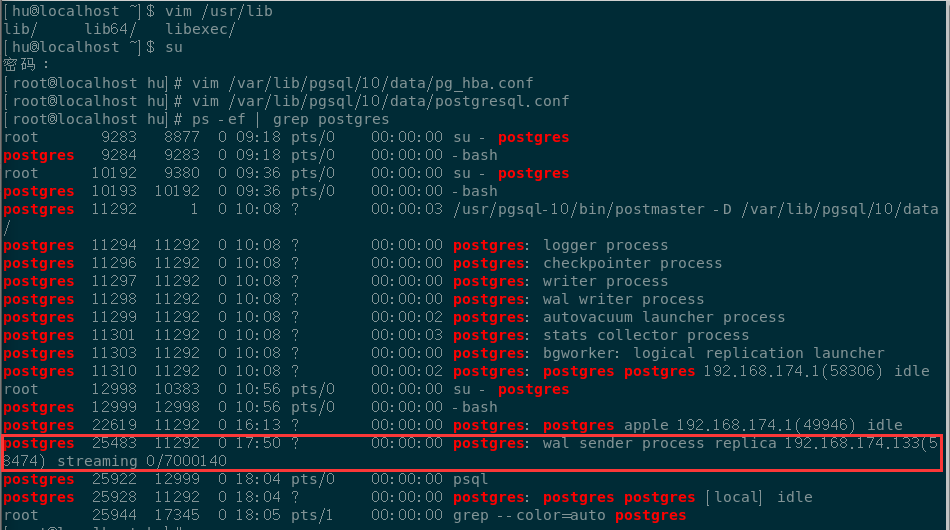 [hu@localhost ~]$ vim /usr/lib
lib/     lib64/   libexec/
[hu@localhost ~]$ su
密码：
[root@localhost hu]# vim /var/lib/pgsql/10/data/pg_hba.conf
[root@localhost hu]# vim /var/lib/pgsql/10/data/postgresql.conf
[root@localhost hu]# ps -ef | grep postgres
root       9283   8877  0 09:18 pts/0    00:00:00 su - postgres
postgres   9284   9283  0 09:18 pts/0    00:00:00 -bash
root      10192   9380  0 09:36 pts/0    00:00:00 su - postgres
postgres  10193  10192  0 09:36 pts/0    00:00:00 -bash
postgres  11292      1  0 10:08 ?        00:00:03 /usr/pgsql-10/bin/postmaster -D /var/lib/pgsql/10/data
/
postgres  11294  11292  0 10:08 ?        00:00:00 postgres: logger process
postgres  11296  11292  0 10:08 ?        00:00:00 postgres: checkpointer process
postgres  11297  11292  0 10:08 ?        00:00:00 postgres: writer process
postgres  11298  11292  0 10:08 ?        00:00:00 postgres: wal writer process
postgres  11299  11292  0 10:08 ?        00:00:02 postgres: autovacuum launcher process
postgres  11301  11292  0 10:08 ?        00:00:03 postgres: stats collector process
postgres  11303  11292  0 10:08 ?        00:00:00 postgres: bgworker: logical replication launcher
postgres  11310  11292  0 10:08 ?        00:00:02 postgres: postgres postgres 192.168.174.1(58306) idle
root      12998  10383  0 10:56 pts/0    00:00:00 su - postgres
postgres  12999  12998  0 10:56 pts/0    00:00:00 -bash
postgres  22619  11292  0 16:13 ?        00:00:00 postgres: postgres apple 192.168.174.1(49946) idle
postgres  25483  11292  0 17:50 ?        00:00:00 postgres: wal sender process replica 192.168.174.133(5
8474) streaming 0/7000140
postgres  25922  12999  0 18:04 pts/0    00:00:00 psql
postgres  25928  11292  0 18:04 ?        00:00:00 postgres: postgres postgres [local] idle
root      25944  17345  0 18:05 pts/1    00:00:00 grep --color=auto postgres